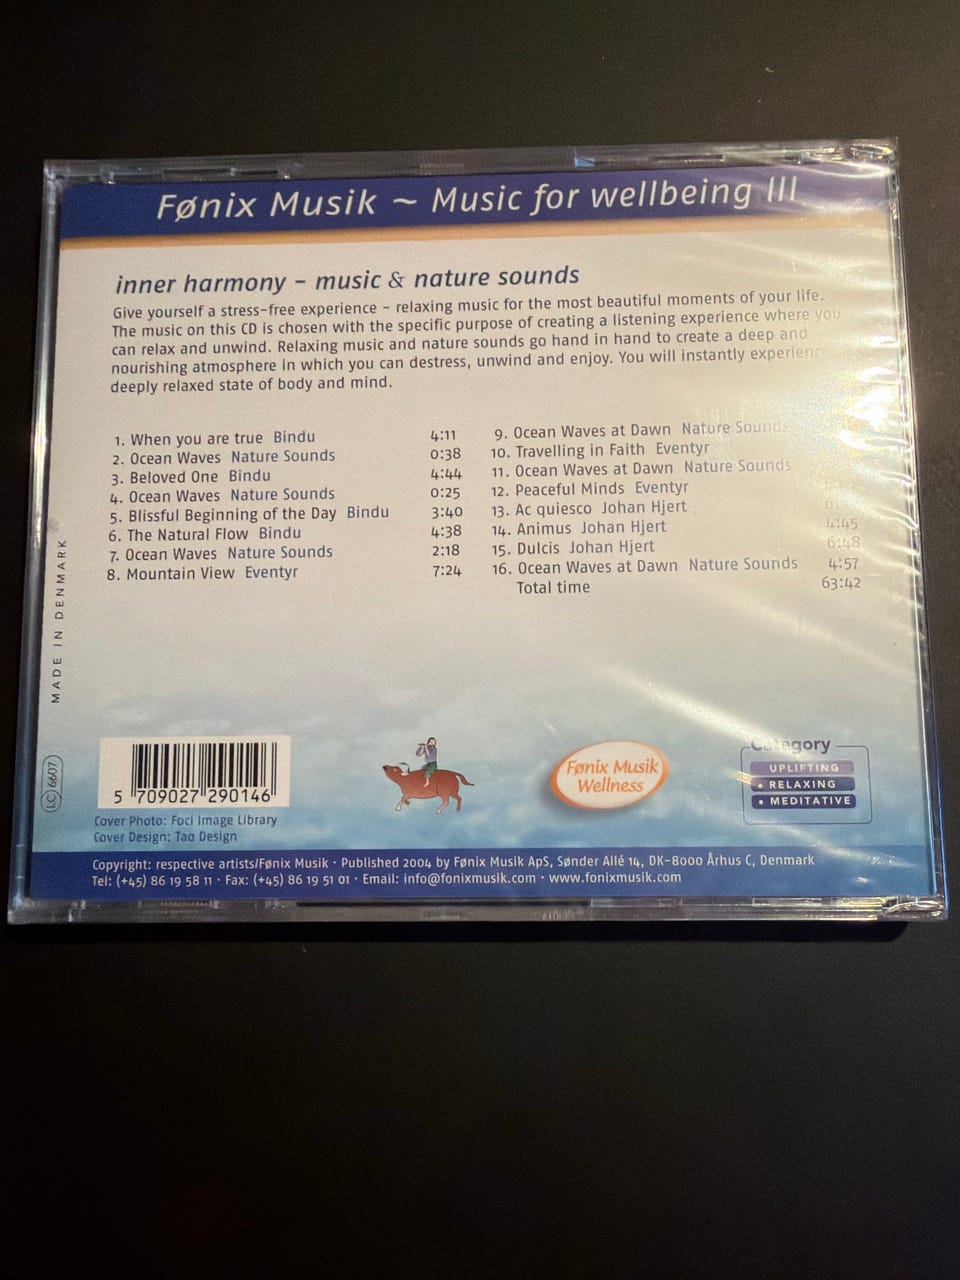 Fønix Musik ~ Music for wellbeing III
inner harmony – music & nature sounds
Give yourself a stress-free experience – relaxing music for the most beautiful moments of your life.
The music on this CD is chosen with the specific purpose of creating a listening experience where you
can relax and unwind. Relaxing music and nature sounds go hand in hand to create a deep and
nourishing atmosphere in which you can destress, unwind and enjoy. You will instantly
deeply relaxed state of body and mind.
1. When you are true Bindu 4:11
2. Ocean Waves Nature Sounds 0:38
3. Beloved One Bindu 4:44
4. Ocean Waves Nature Sounds 0:25
5. Blissful Beginning of the Day Bindu 3:40
6. The Natural Flow Bindu 4:38
7. Ocean Waves Nature Sounds 2:18
8. Mountain View Eventyr 7:24
9. Ocean Waves at Dawn Nature Sounds
10. Travelling in Faith Eventyr
11. Ocean Waves at Dawn Nature Sounds
12. Peaceful Minds Eventyr
13. Ac quiesco Johan Hjert
14. Animus Johan Hjert 4:45
15. Dulcis Johan Hjert 6:48
16. Ocean Waves at Dawn Nature Sounds 4:57
Total time 63:42
MADE IN DENMARK
LC 6607
5 709027 290146
Cover Photo: Foci Image Library
Cover Design: Tao Design
Fønix Musik
Wellness
Category
UPLIFTING
• RELAXING
• MEDITATIVE
Copyright: respective artists/Fønix Musik · Published 2004 by Fønix Musik ApS, Sønder Allé 14, DK-8000 Århus C, Denmark
Tel: (+45) 86 19 58 11 · Fax: (+45) 86 19 51 01 · Email: info@fonixmusik.com · www.fonixmusik.com